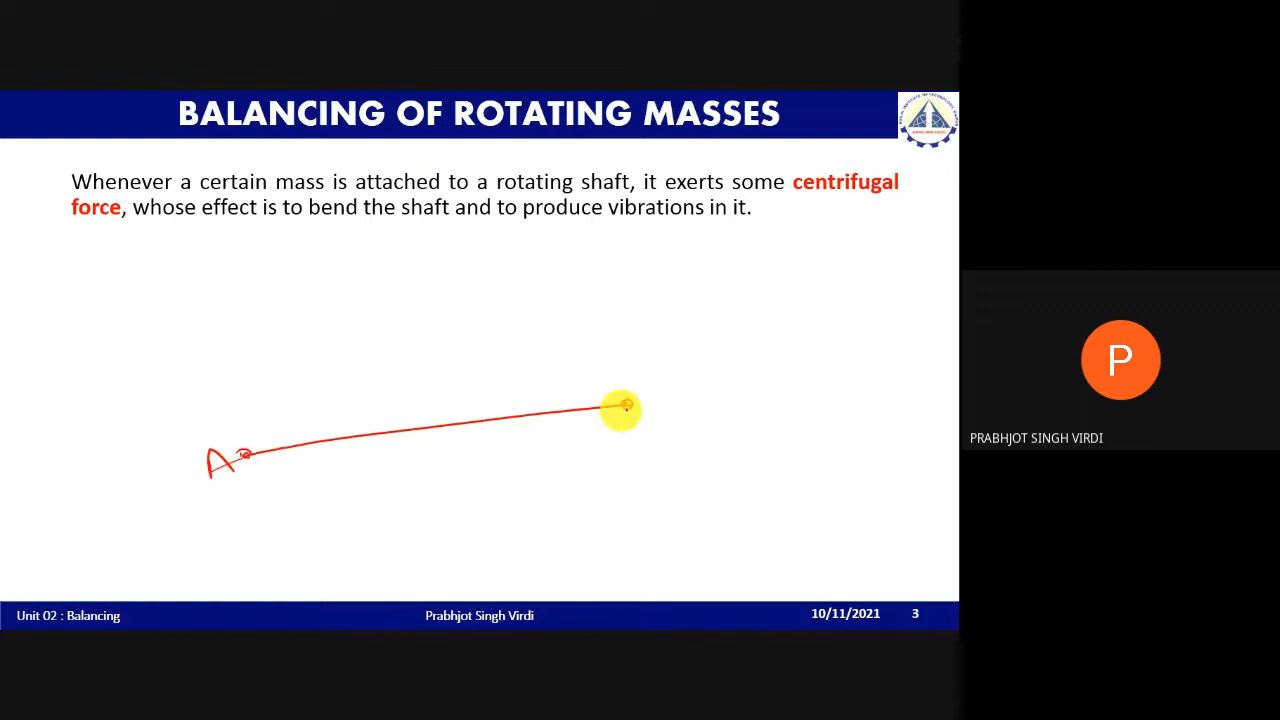 BALANCING OF ROTATING MASSES
Whenever a certain mass is attached to a rotating shaft, it exerts some centrifugal
force, whose effect is to bend the shaft and to produce vibrations in it.
A
P
PRABHJOT SINGH VIRDI
Unit 02 : Balancing
Prabhjot Singh Virdi
10/11/2021
3